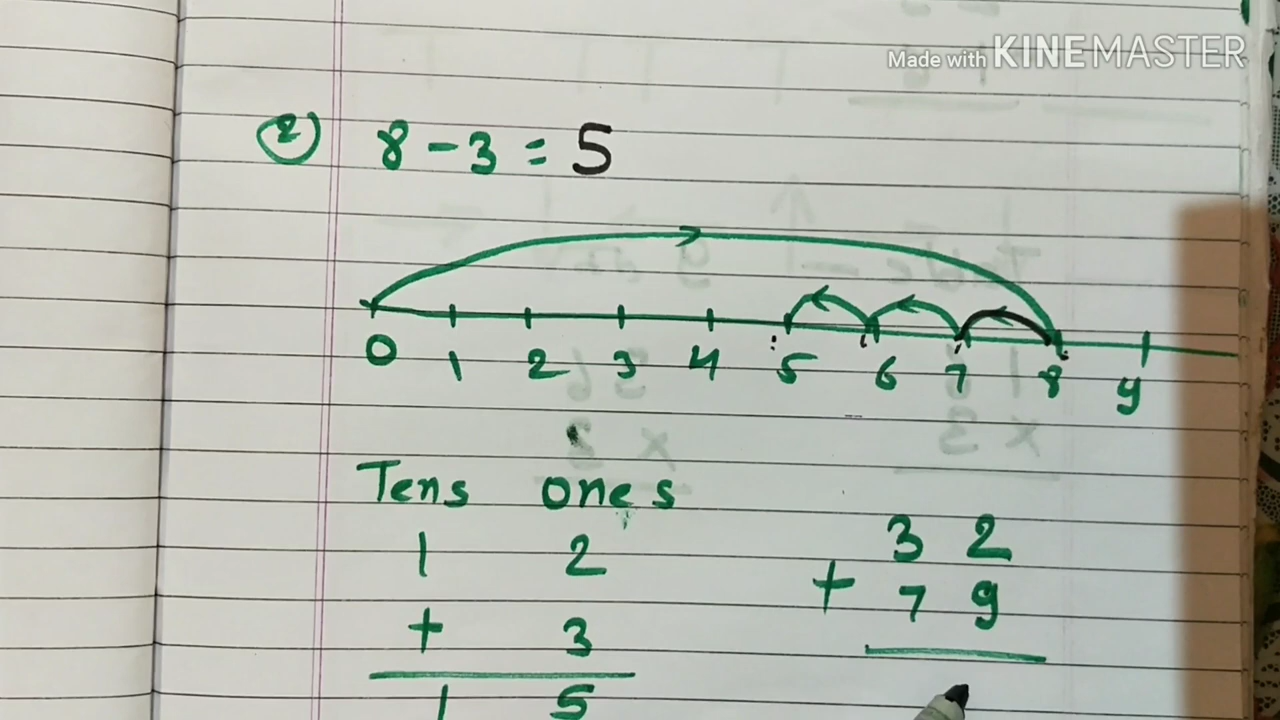 Made with KINEMASTER
2) 8 - 3 = 5
0 1 2 3 4 5 6 7 8 9
Tens ones
1 2
+ 3
1 5
3 2
+ 7 9